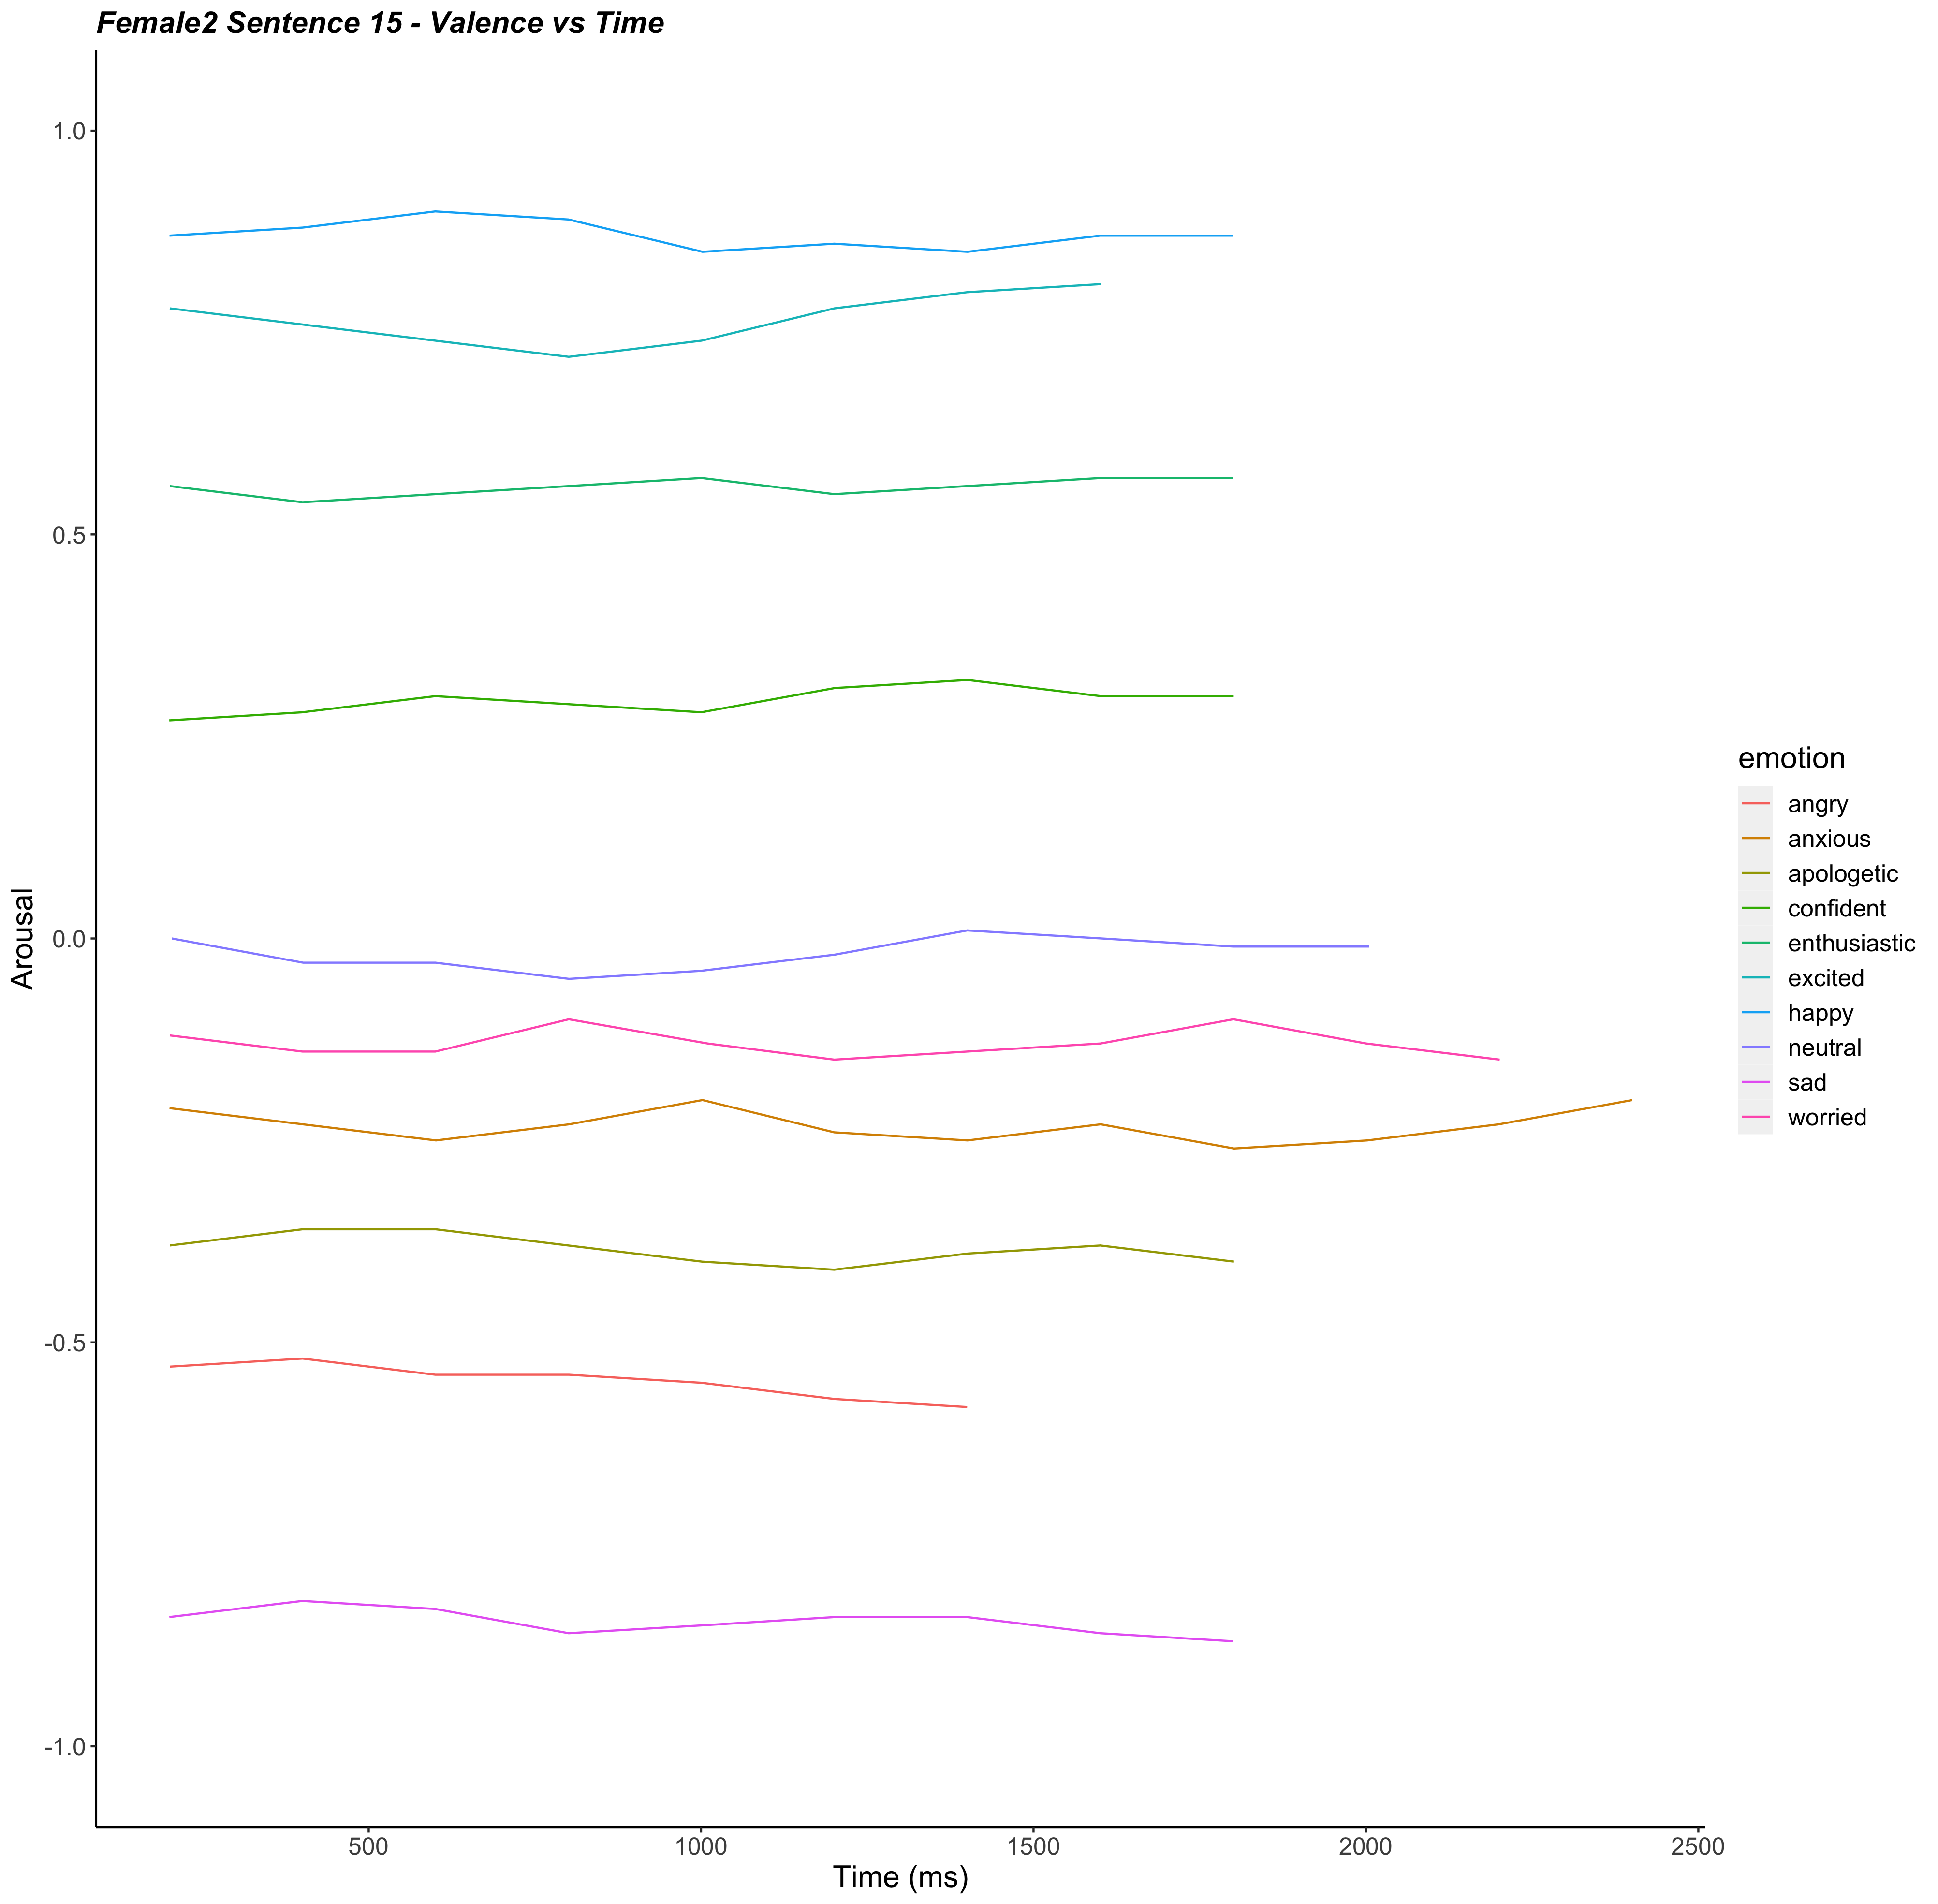 Female2 Sentence 15 - Valence vs Time
1.0
0.5
0.0
-0.5
-1.0
Arousal
500 1000 1500 2000 2500
Time (ms)
emotion
angry
anxious
apologetic
confident
enthusiastic
excited
happy
neutral
sad
worried